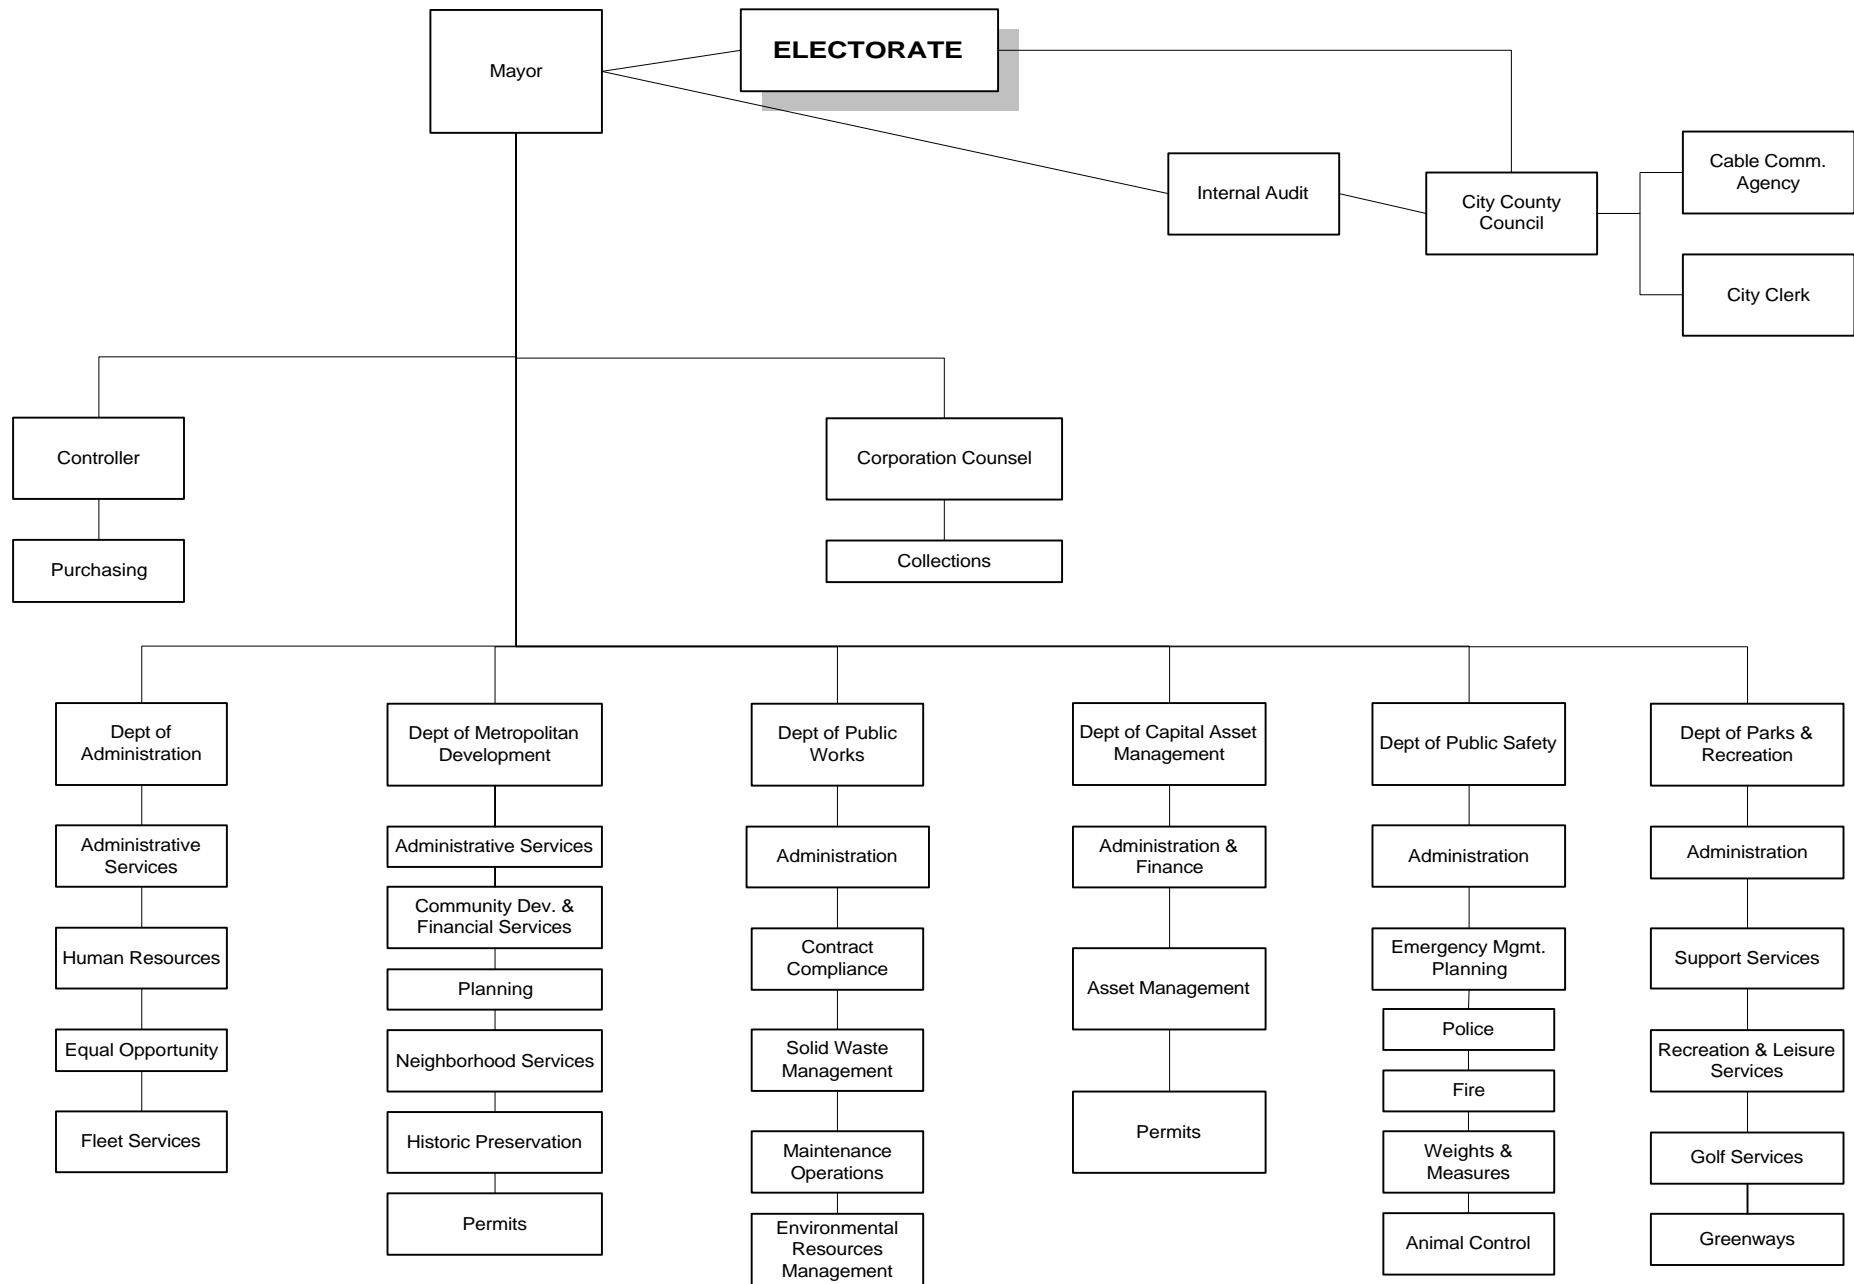 Mayor
ELECTORATE
Internal Audit
City County
Council
Cable Comm.
Agency
City Clerk
Controller
Purchasing
Corporation Counsel
Collections
Dept of
Administration
Administrative
Services
Human Resources
Equal Opportunity
Fleet Services
Dept of Metropolitan
Development
Administrative Services
Community Dev. &
Financial Services
Planning
Neighborhood Services
Historic Preservation
Permits
Dept of Public
Works
Administration
Contract
Compliance
Solid Waste
Management
Maintenance
Operations
Environmental
Resources
Management
Dept of Capital Asset
Management
Administration &
Finance
Asset Management
Permits
Dept of Public Safety
Administration
Emergency Mgmt.
Planning
Police
Fire
Weights &
Measures
Animal Control
Dept of Parks &
Recreation
Administration
Support Services
Recreation & Leisure
Services
Golf Services
Greenways